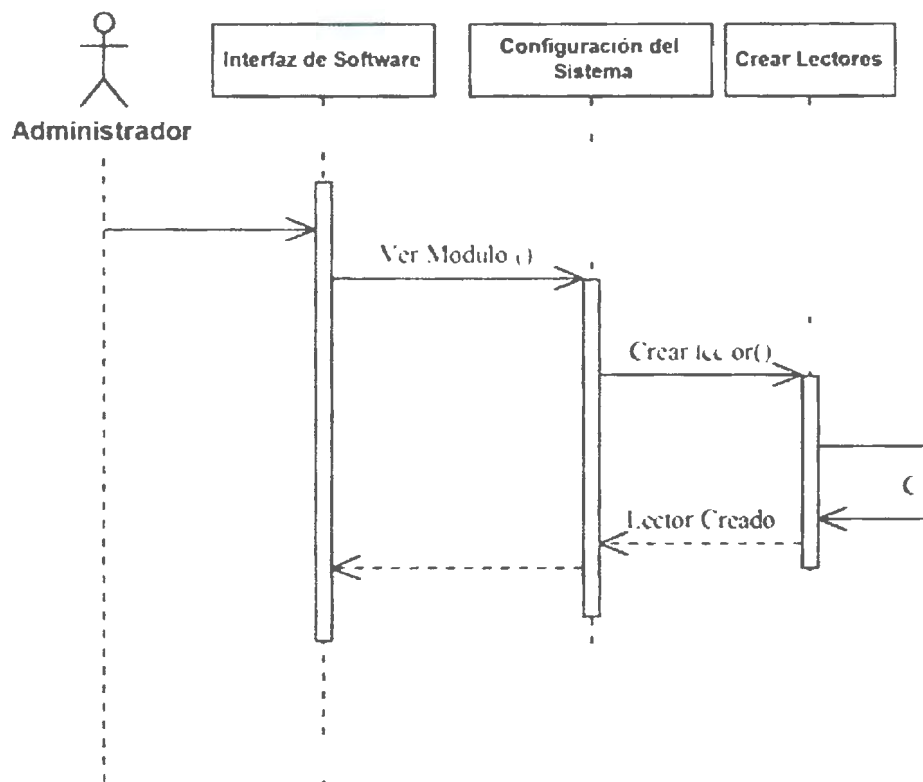 Interfaz de Software
Configuración del
Sistema
Crear Lectores
Administrador
Ver Modulo ()
Crear
Lector Creado
C